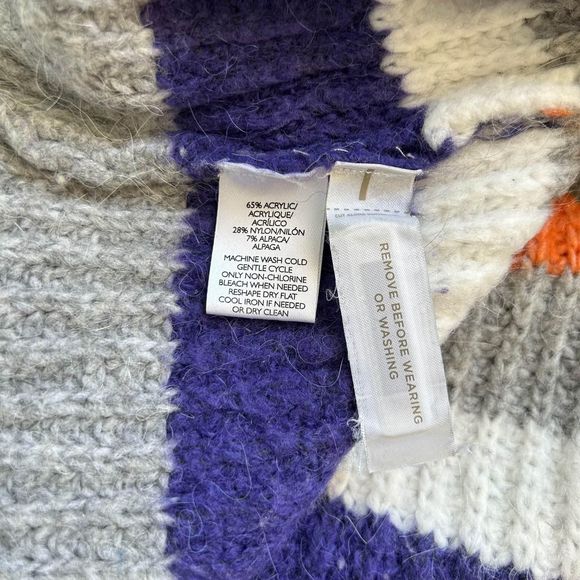 65% ACRYLIC/
ACRYLIQUE/
ACRÍLICO
28% NYLON/NILÓN
7% ALPACA/
ALPAGA
MACHINE WASH COLD
GENTLE CYCLE
ONLY NON-CHLORINE
BLEACH WHEN NEEDED
RESHAPE DRY FLAT
COOL IRON IF NEEDED
OR DRY CLEAN
REMOVE BEFORE WEARING
OR WASHING